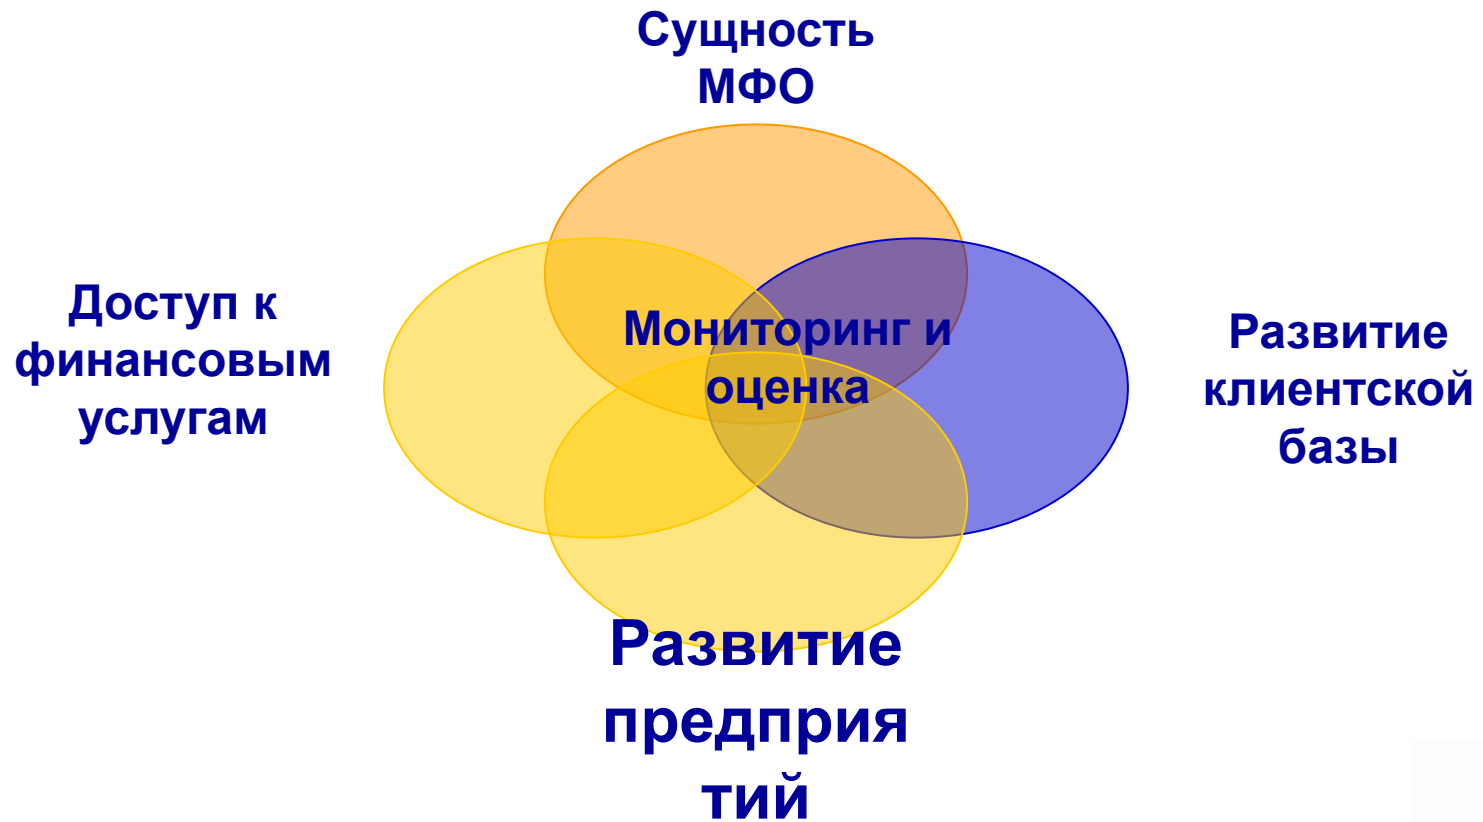 Сущность
МФО
Доступ к
финансовым
услугам
Мониторинг и
оценка
Развитие
клиентской
базы
Развитие
предприя
тий